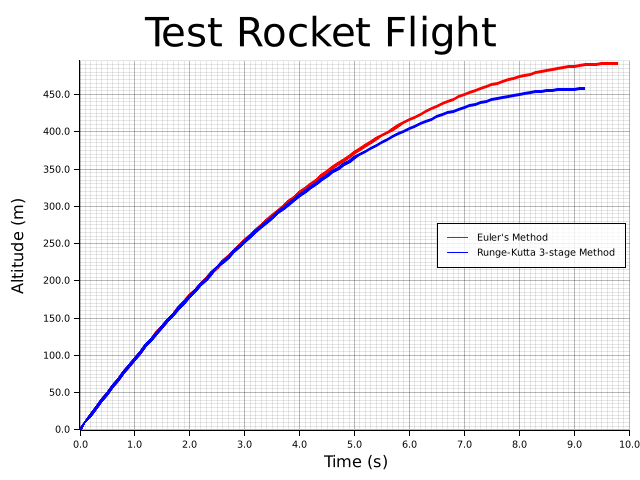 Test Rocket Flight
Altitude (m)
450.0
400.0
350.0
300.0
250.0
200.0
150.0
100.0
50.0
0.0
Euler's Method
Runge-Kutta 3-stage Method
0.0 1.0 2.0 3.0 4.0 5.0 6.0 7.0 8.0 9.0 10.0
Time (s)